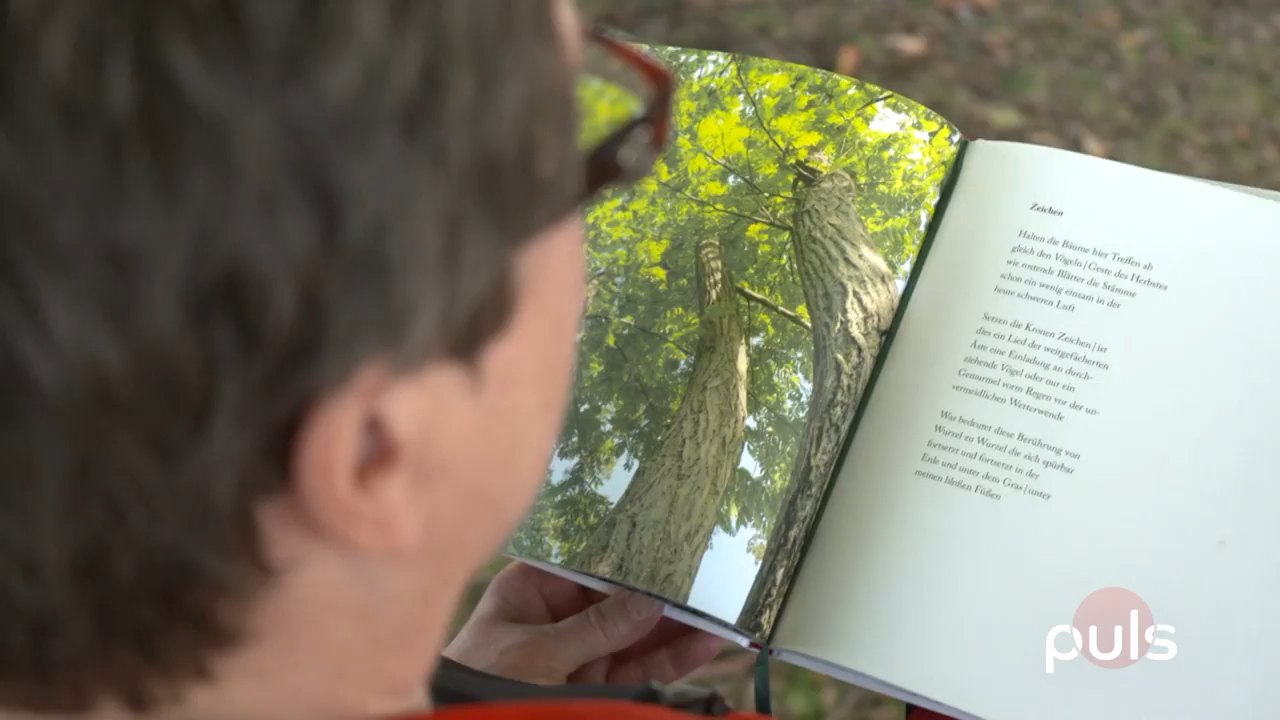 Zeichen
Halten die Bäume hier Treffen ab
gleich den Vögeln | Geste des Herbstes
wie rostende Blätter die Stämme
schon ein wenig einsam in der
heute schweren Luft
Setzen die Kronen Zeichen | ist
dies ein Lied der weitgefächerten
Äste eine Einladung an durch-
ziehende Vögel oder nur ein
Gemurmel vorm Regen vor der un-
vermeidlichen Wetterwende
Was bedeutet diese Berührung von
Wurzel zu Wurzel die sich spürbar
fortsetzt und fortsetzt in der
Erde und unter dem Gras | unter
meinen bloßen Füßen
puls